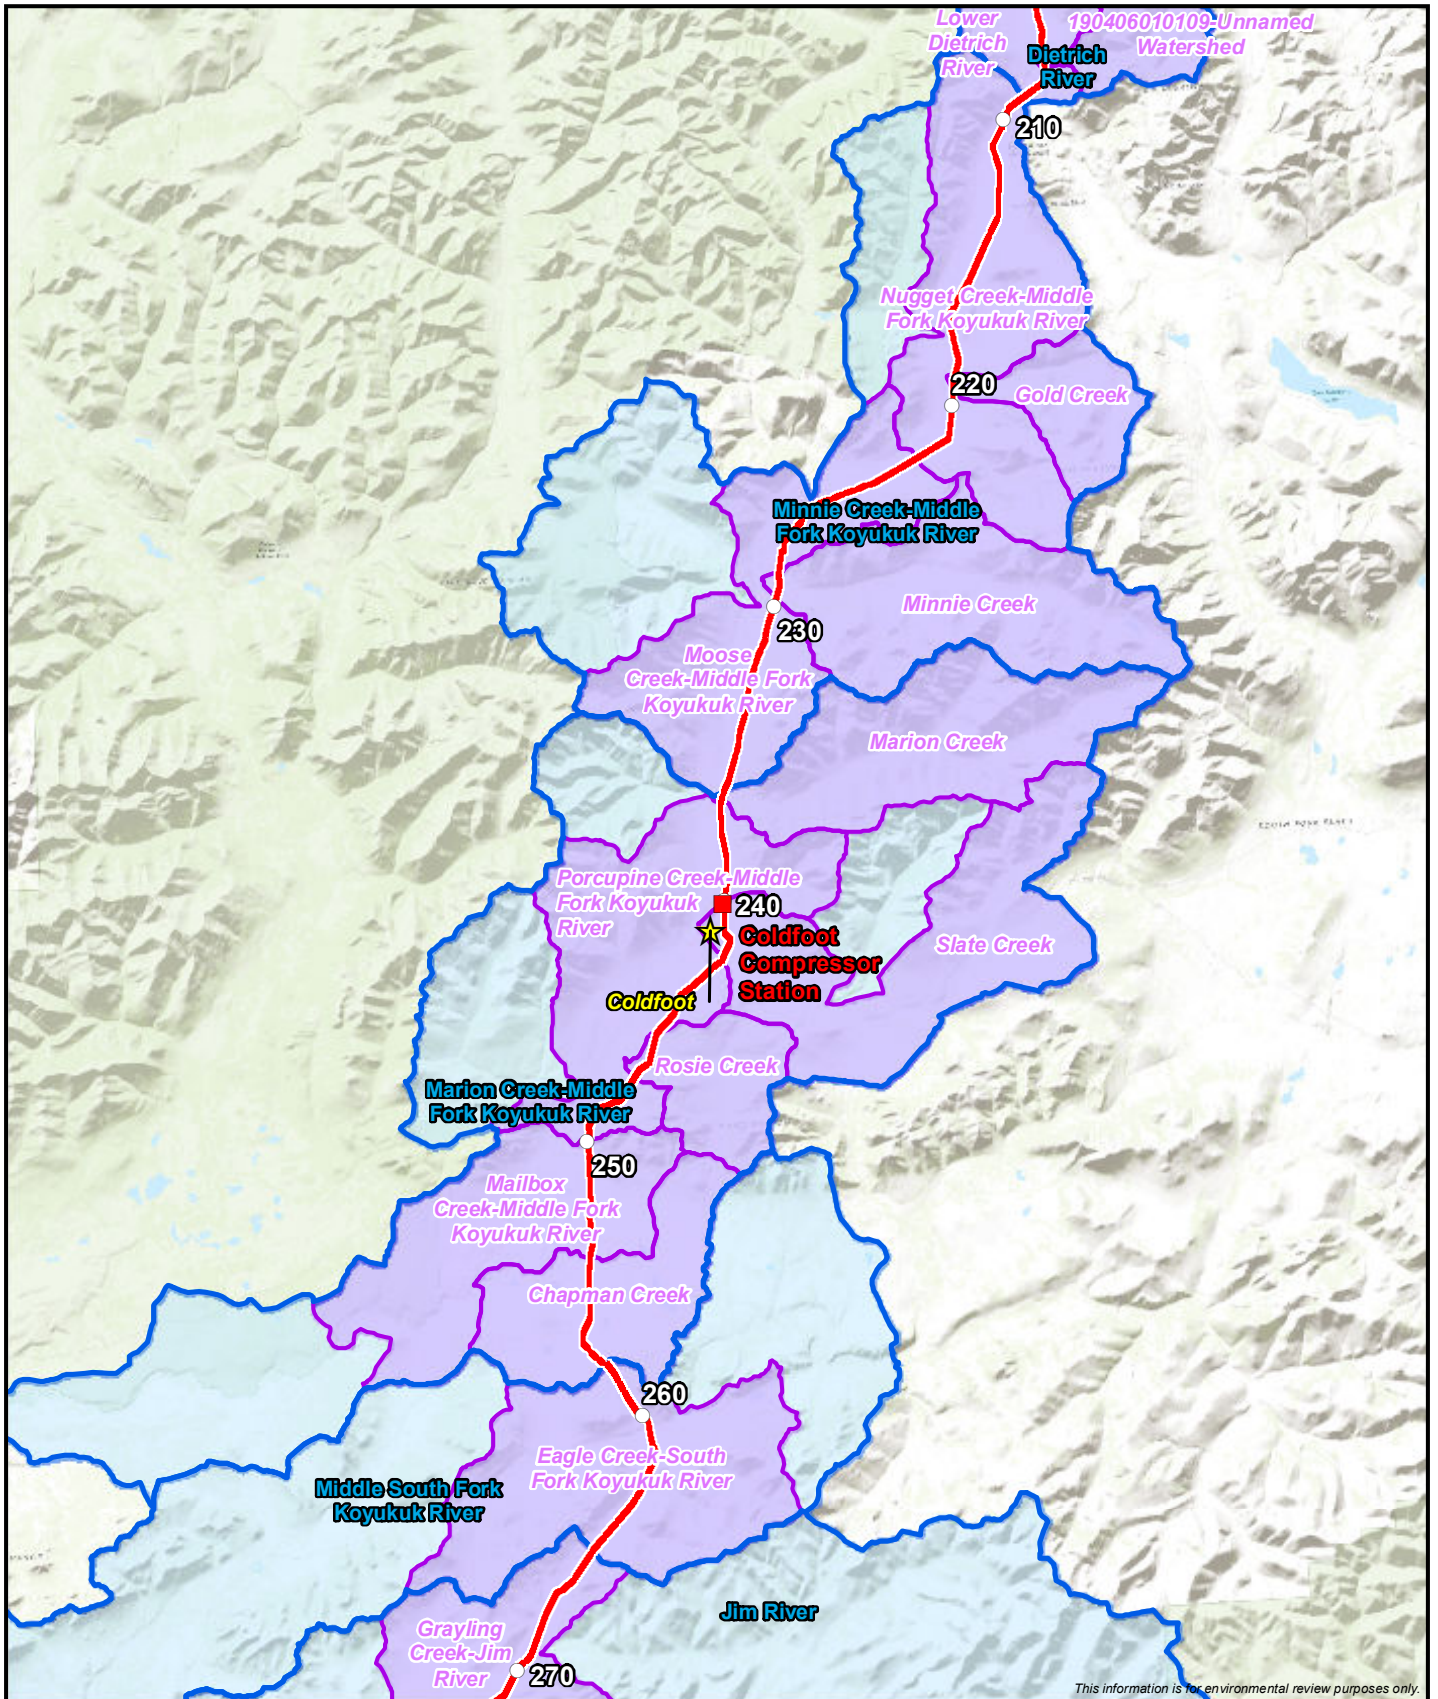 Lower
Dietrich
River
190406010109-Unnamed
Watershed
Dietrich
River
210
Nugget Creek-Middle
Fork Koyukuk River
220
Gold Creek
Minnie Creek-Middle
Fork Koyukuk River
Minnie Creek
230
Moose
Creek-Middle Fork
Koyukuk River
Marion Creek
Porcupine Creek-Middle
Fork Koyukuk
River
240
Coldfoot
Compressor
Station
Slate Creek
Coldfoot
Rosie Creek
Marion Creek-Middle
Fork Koyukuk River
250
Mailbox
Creek-Middle Fork
Koyukuk River
Chapman Creek
260
Eagle Creek-South
Fork Koyukuk River
Middle South Fork
Koyukuk River
Jim River
Grayling
Creek-Jim
River
270
This information is for environmental review purposes only.